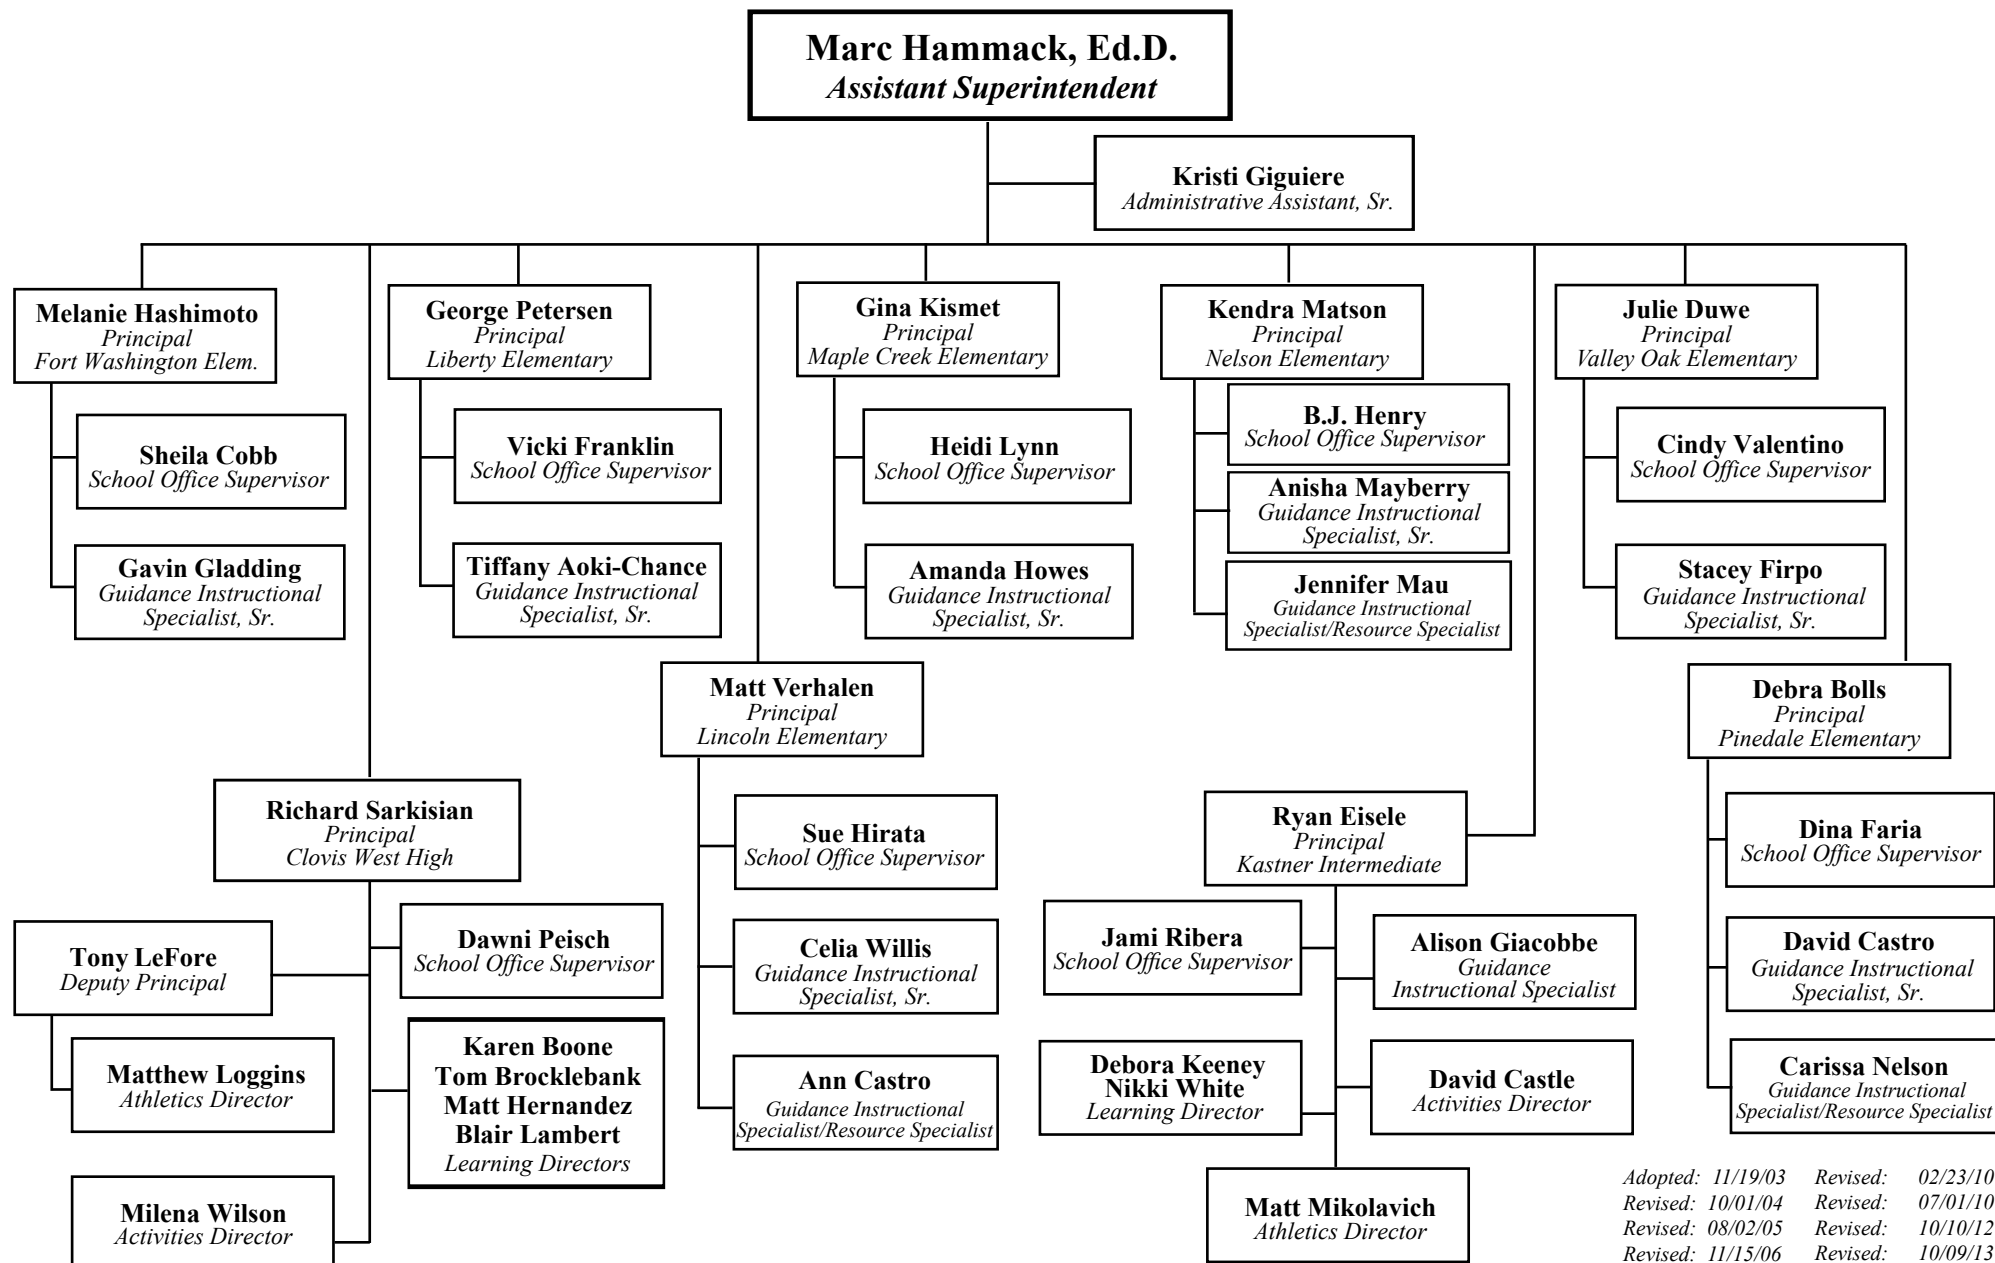 Marc Hammack, Ed.D.
Assistant Superintendent
Kristi Giguiere
Administrative Assistant, Sr.
Melanie Hashimoto
Principal
Fort Washington Elem.
Sheila Cobb
School Office Supervisor
Gavin Gladding
Guidance Instructional
Specialist, Sr.
George Petersen
Principal
Liberty Elementary
Vicki Franklin
School Office Supervisor
Tiffany Aoki-Chance
Guidance Instructional
Specialist, Sr.
Gina Kismet
Principal
Maple Creek Elementary
Heidi Lynn
School Office Supervisor
Amanda Howes
Guidance Instructional
Specialist, Sr.
Kendra Matson
Principal
Nelson Elementary
B.J. Henry
School Office Supervisor
Anisha Mayberry
Guidance Instructional
Specialist, Sr.
Jennifer Mau
Guidance Instructional
Specialist/Resource Specialist
Julie Duwe
Principal
Valley Oak Elementary
Cindy Valentino
School Office Supervisor
Stacey Firpo
Guidance Instructional
Specialist, Sr.
Richard Sarkisian
Principal
Clovis West High
Tony LeFore
Deputy Principal
Matthew Loggins
Athletics Director
Milena Wilson
Activities Director
Dawni Peisch
School Office Supervisor
Karen Boone
Tom Brocklebank
Matt Hernandez
Blair Lambert
Learning Directors
Matt Verhalen
Principal
Lincoln Elementary
Sue Hirata
School Office Supervisor
Celia Willis
Guidance Instructional
Specialist, Sr.
Ann Castro
Guidance Instructional
Specialist/Resource Specialist
Ryan Eisele
Principal
Kastner Intermediate
Jami Ribera
School Office Supervisor
Alison Giacobbe
Guidance
Instructional Specialist
Debora Keeney
Nikki White
Learning Director
David Castle
Activities Director
Matt Mikolavich
Athletics Director
Debra Bolls
Principal
Pinedale Elementary
Dina Faria
School Office Supervisor
David Castro
Guidance Instructional
Specialist, Sr.
Carissa Nelson
Guidance Instructional
Specialist/Resource Specialist
Adopted: 11/19/03 Revised: 02/23/10
Revised: 10/01/04 Revised: 07/01/10
Revised: 08/02/05 Revised: 10/10/12
Revised: 11/15/06 Revised: 10/09/13